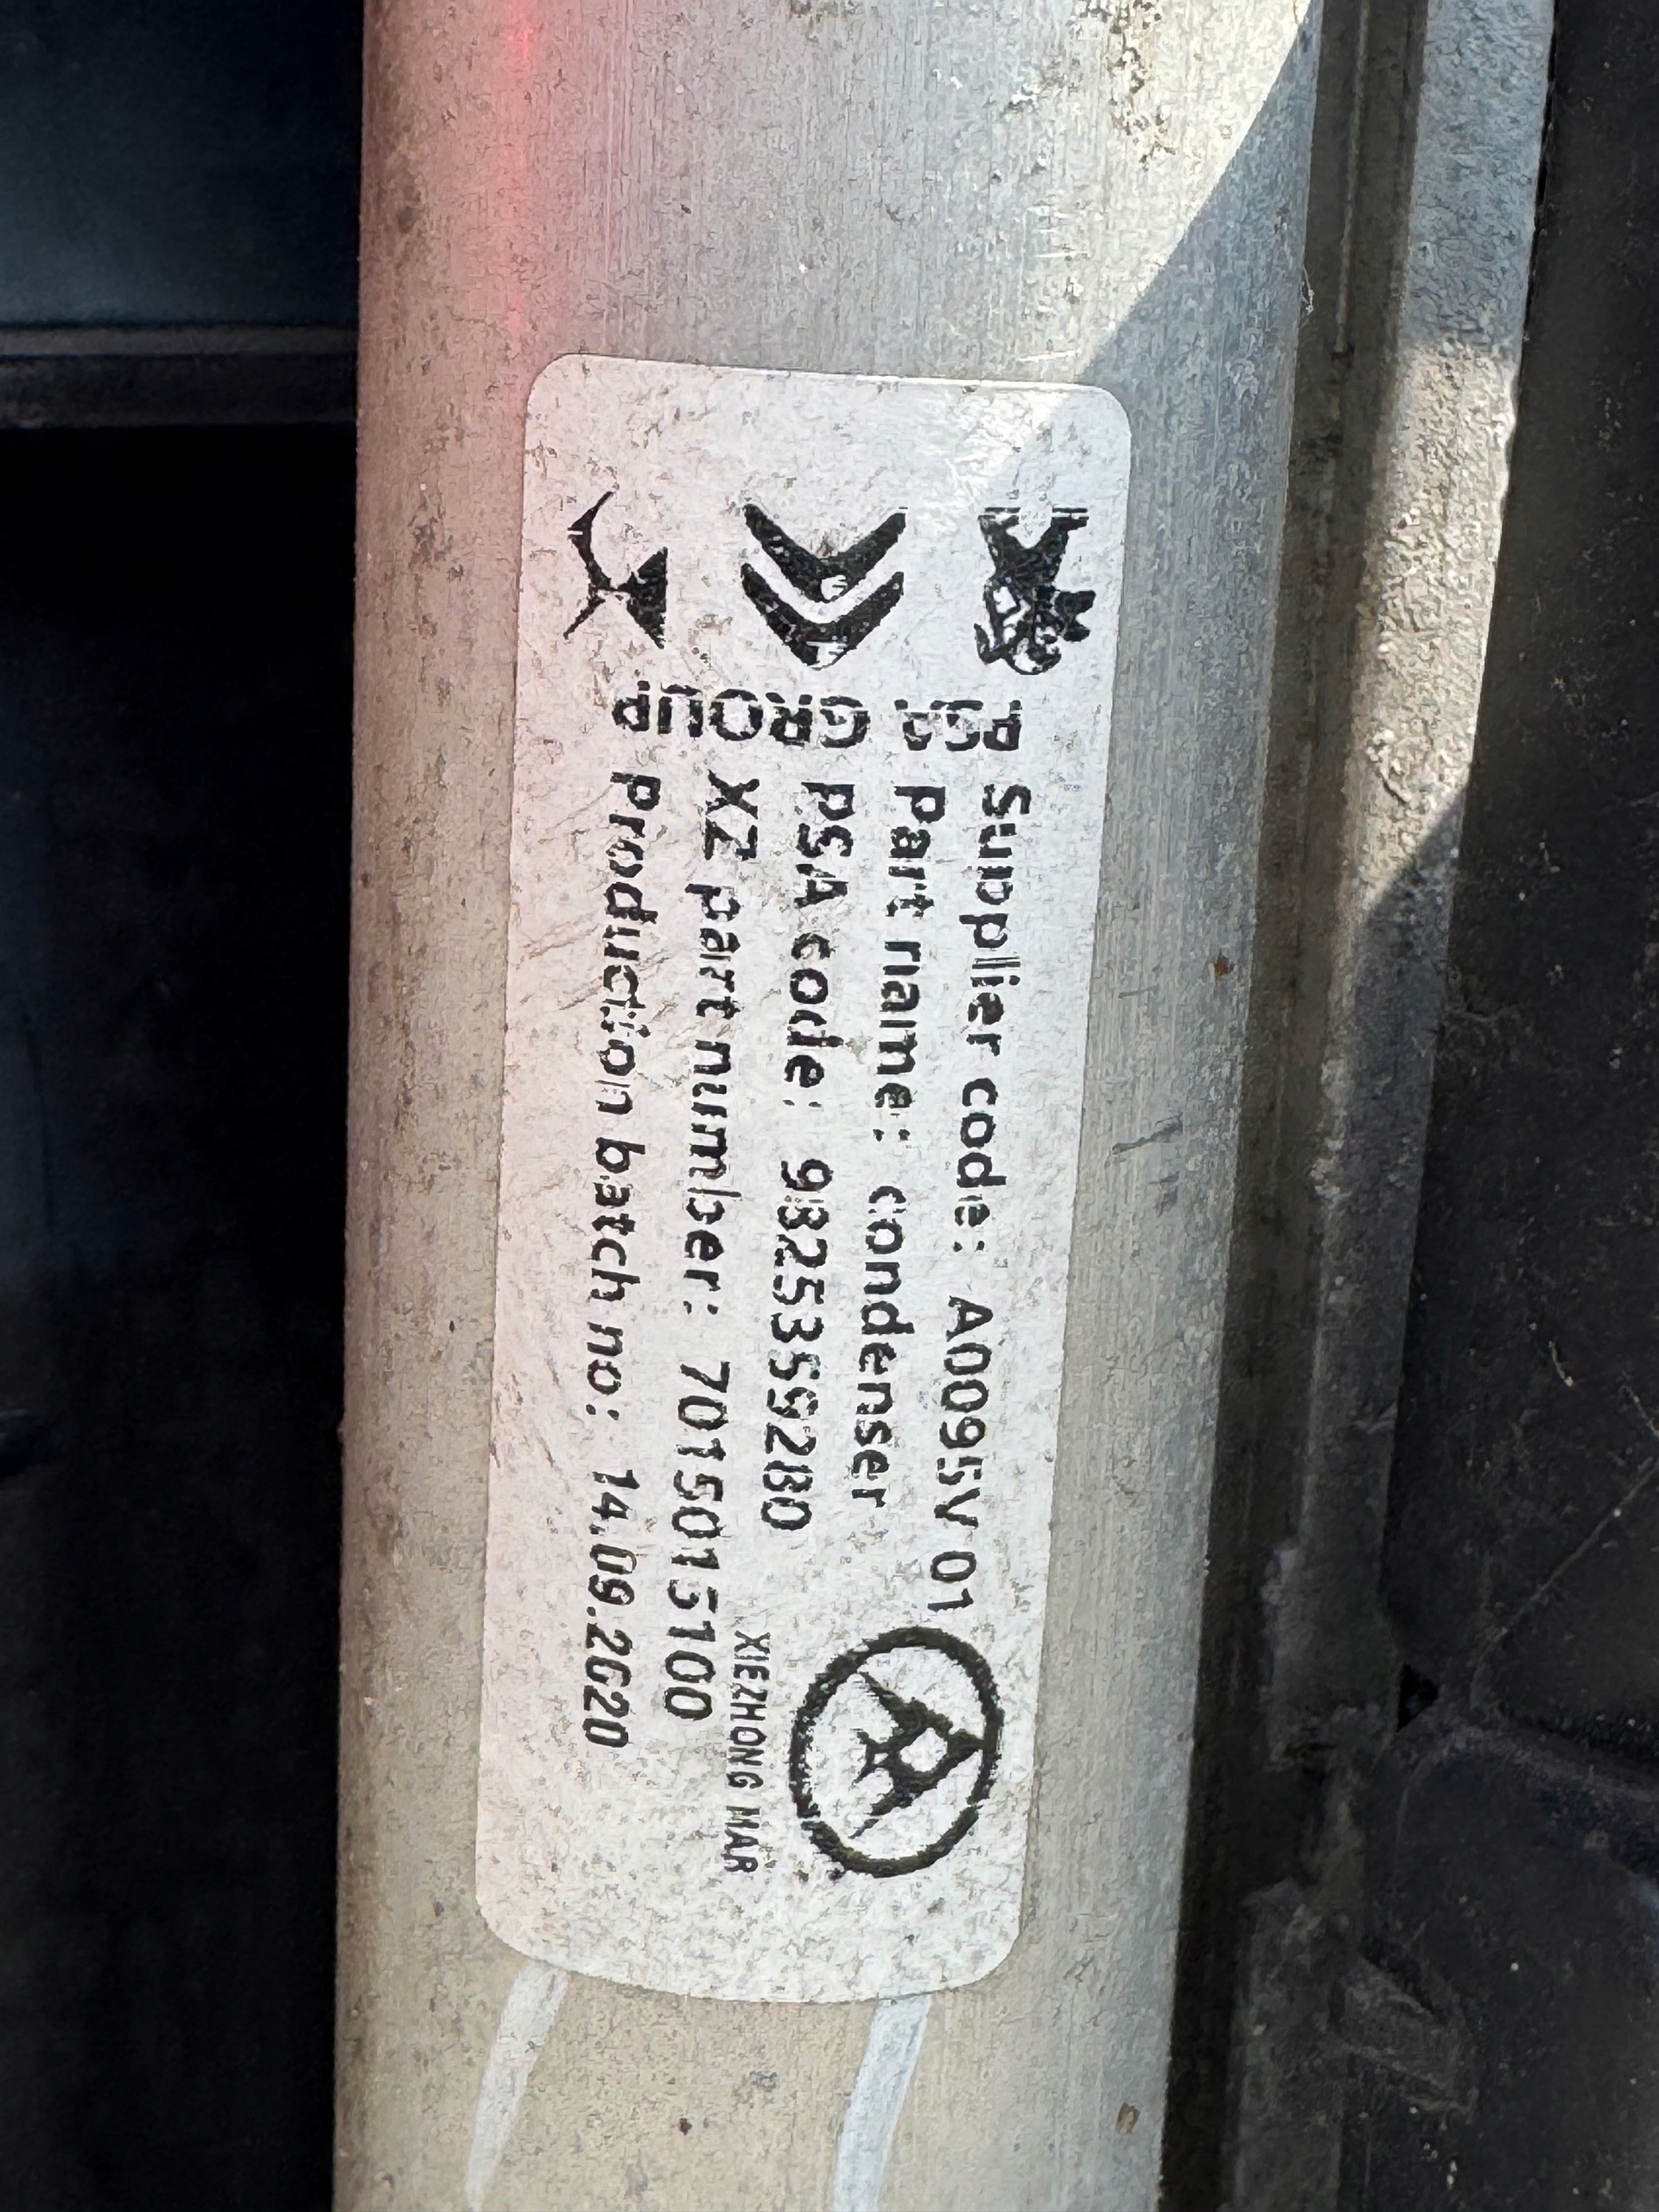 PSA GROUP
Supplier code: A0095V 01
Part name: condenser
PSA code: 9825359280
XZ part number: 7015015100
Production batch no: 14.09.2020
XIEZHONG MAR